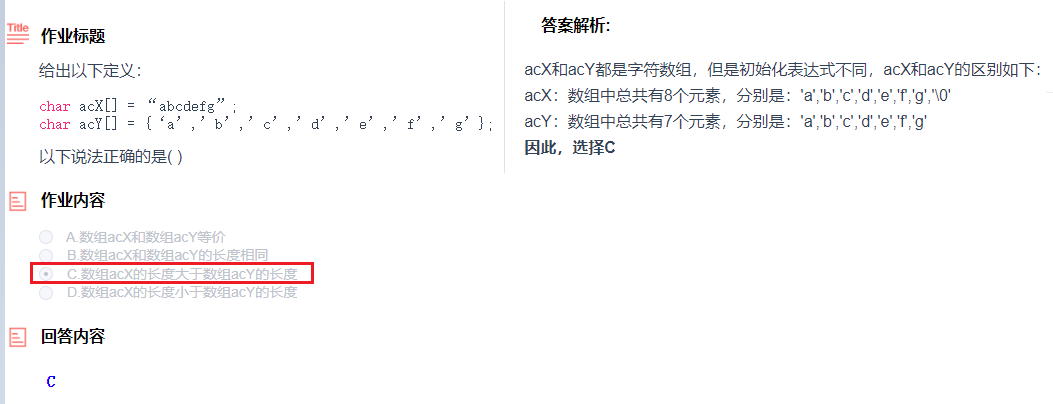 Title
作业标题
给出以下定义：
char acX[] = “abcdefg”;
char acY[] = {‘a’,’b’,’c’,’d’,’e’,’f’,’g’};
以下说法正确的是( )
作业内容
A.数组acX和数组acY等价
B.数组acX和数组acY的长度相同
C.数组acX的长度大于数组acY的长度
D.数组acX的长度小于数组acY的长度
回答内容
C
答案解析：
acX和acY都是字符数组，但是初始化表达式不同，acX和acY的区别如下：
acX：数组中总共有8个元素，分别是：'a','b','c','d','e','f','g','\0'
acY：数组中总共有7个元素，分别是：'a','b','c','d','e','f','g'
因此，选择C